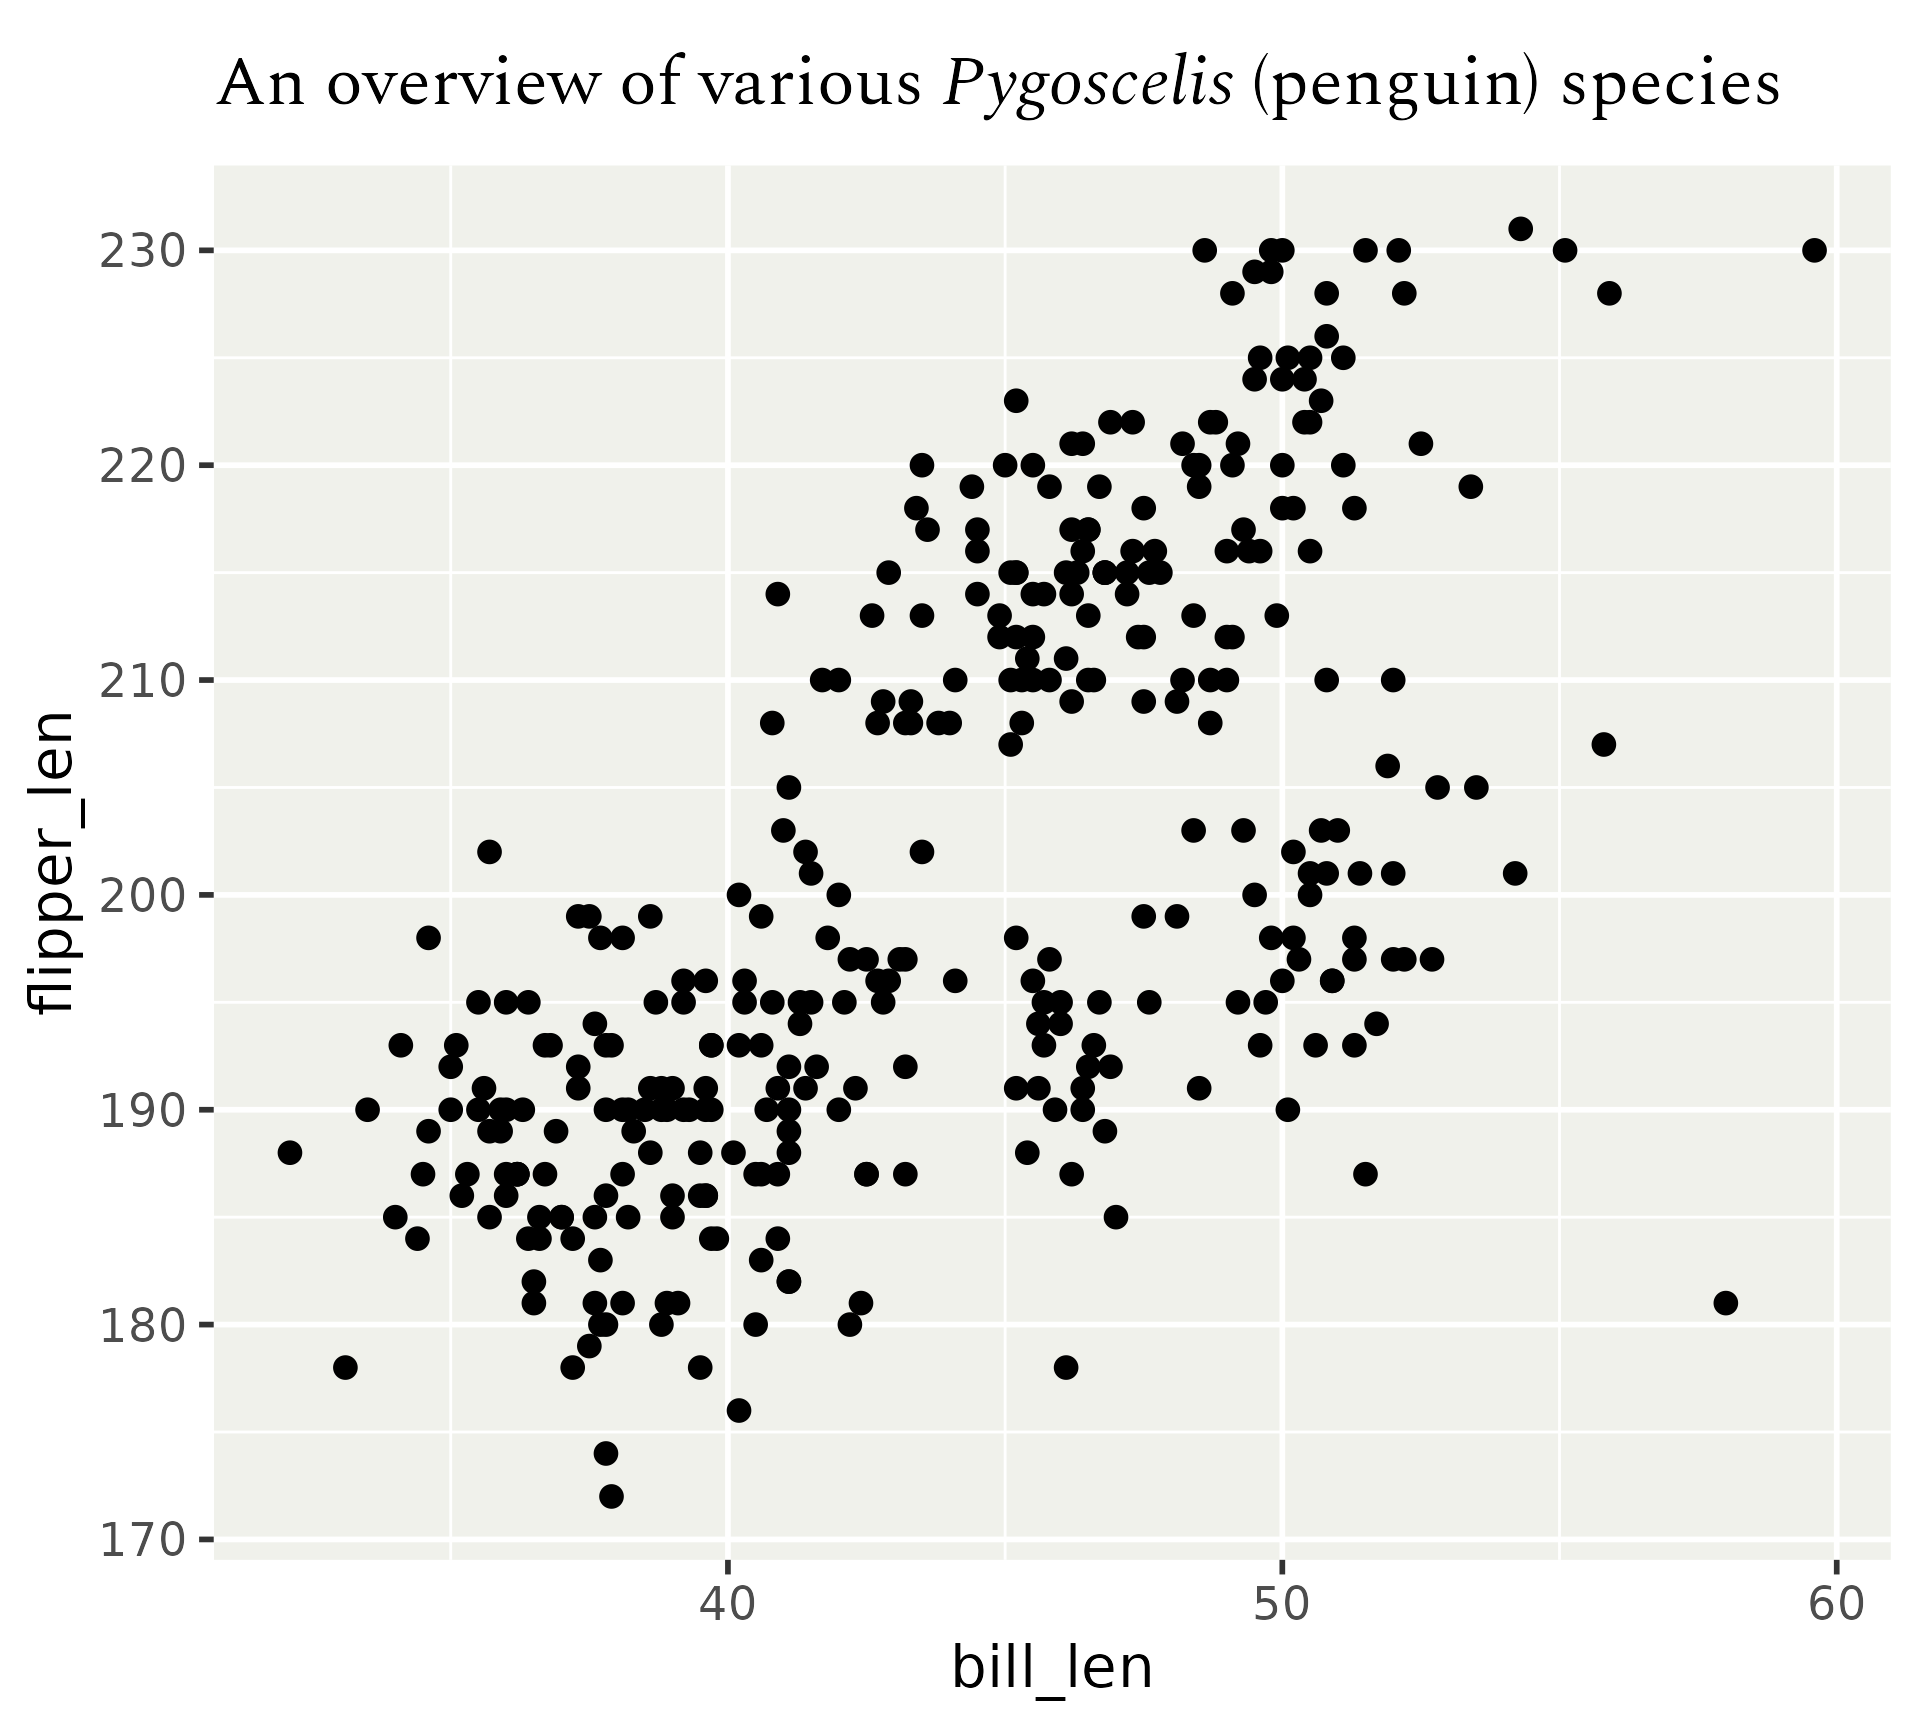 An overview of various Pygoscelis (penguin) species
230
220
210
200
190
180
170
flipper_len
40 50 60
bill_len